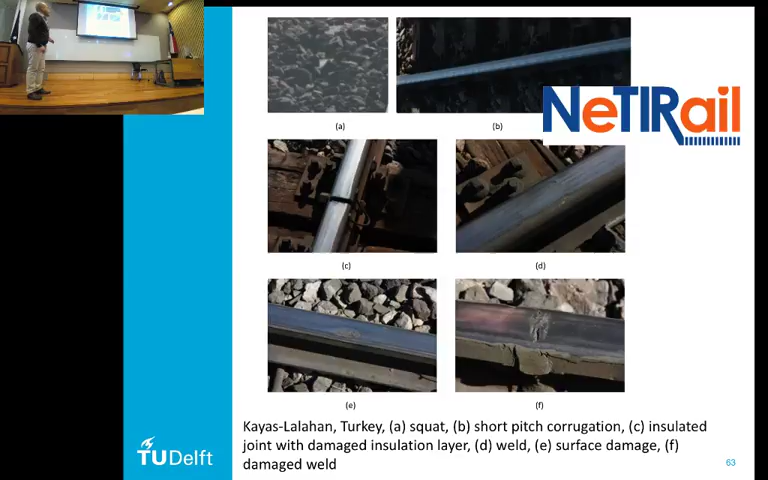 (a)
(b)
NeTIRail
(c)
(d)
(e)
(f)
Kayas-Lalahan, Turkey, (a) squat, (b) short pitch corrugation, (c) insulated
joint with damaged insulation layer, (d) weld, (e) surface damage, (f)
damaged weld
TUDelft
63